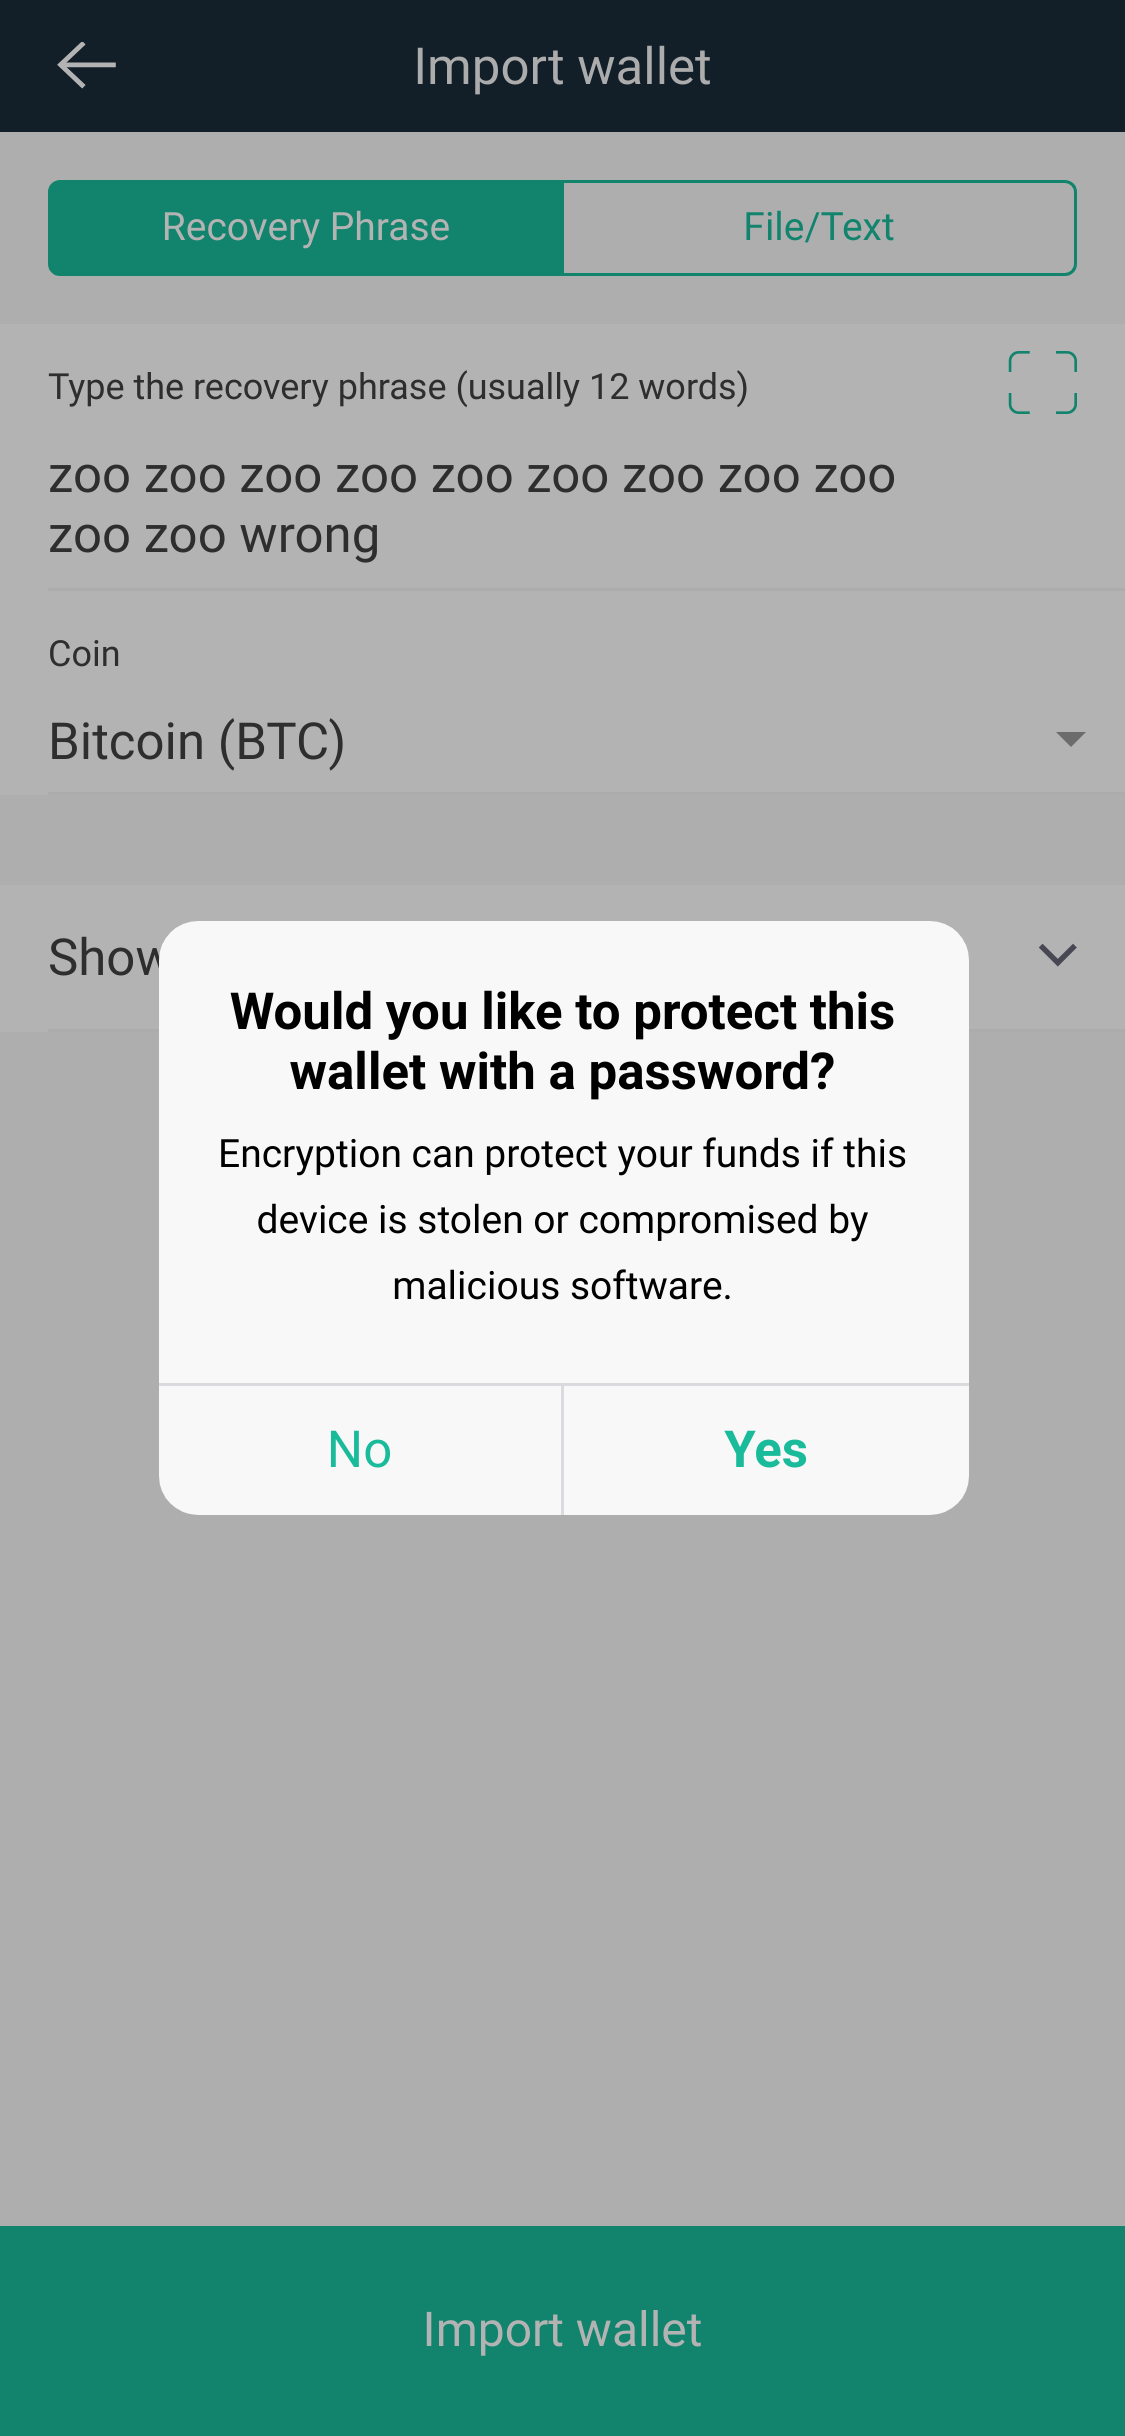 Import wallet
Recovery Phrase
File/Text
Type the recovery phrase (usually 12 words)
zoo zoo zoo zoo zoo zoo zoo zoo zoo
zoo zoo wrong
Coin
Bitcoin (BTC)
Show
Would you like to protect this
wallet with a password?
Encryption can protect your funds if this
device is stolen or compromised by
malicious software.
No
Yes
Import wallet